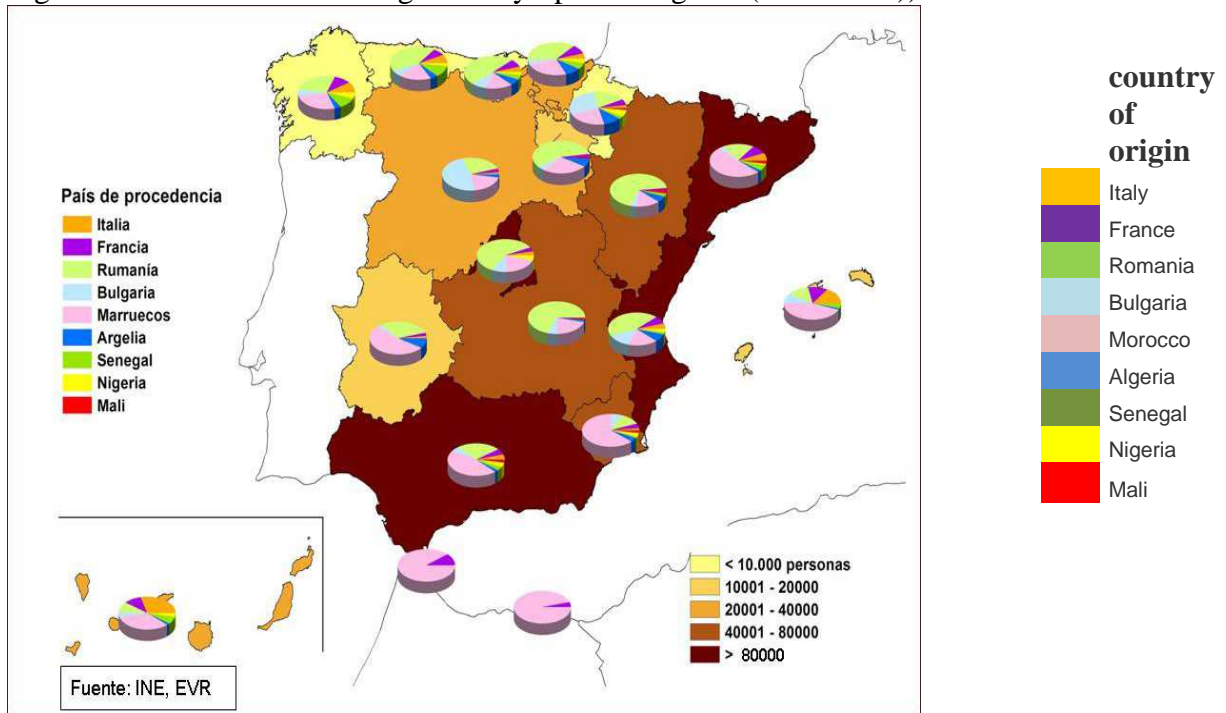 País de procedencia
Italia
Francia
Rumanía
Bulgaria
Marruecos
Argelia
Senegal
Nigeria
Mali
< 10.000 personas
10001 - 20000
20001 - 40000
40001 - 80000
> 80000
Fuente: INE, EVR
country
of
origin
Italy
France
Romania
Bulgaria
Morocco
Algeria
Senegal
Nigeria
Mali